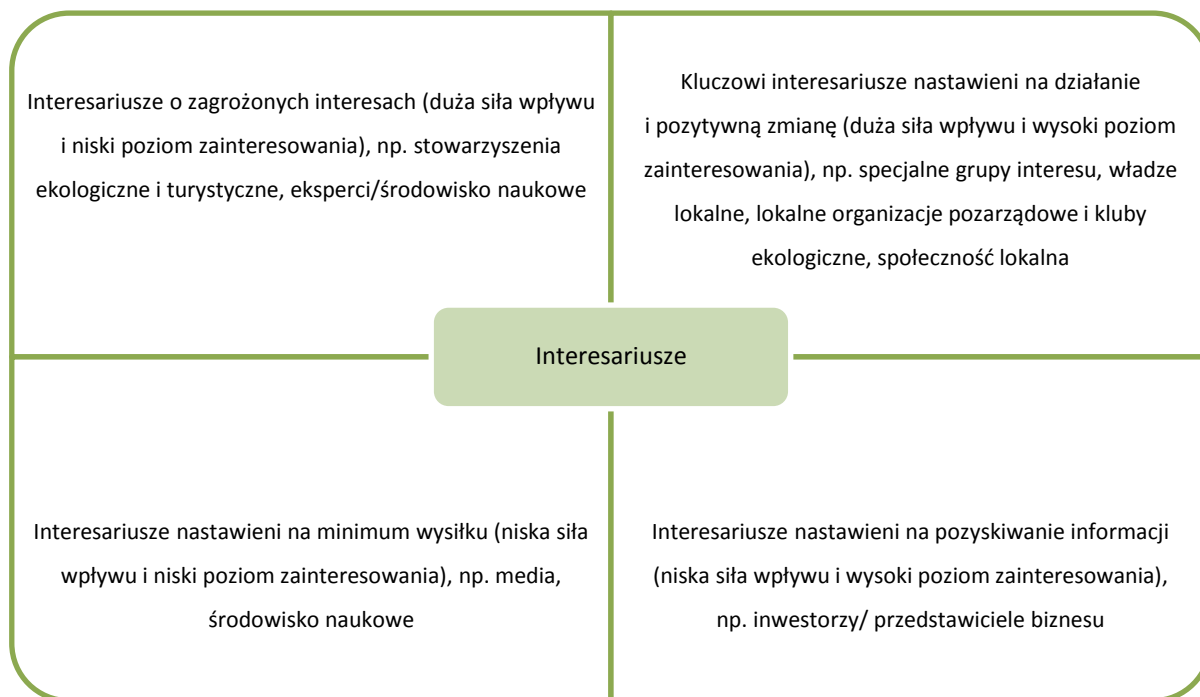 Interesariusze o zagrożonych interesach (duża siła wpływu
i niski poziom zainteresowania), np. stowarzyszenia
ekologiczne i turystyczne, eksperci/środowisko naukowe
Kluczowi interesariusze nastawieni na działanie
i pozytywną zmianę (duża siła wpływu i wysoki poziom
zainteresowania), np. specjalne grupy interesu, władze
lokalne, lokalne organizacje pozarządowe i kluby
ekologiczne, społeczność lokalna
Interesariusze
Interesariusze nastawieni na minimum wysiłku (niska siła
wpływu i niski poziom zainteresowania), np. media,
środowisko naukowe
Interesariusze nastawieni na pozyskiwanie informacji
(niska siła wpływu i wysoki poziom zainteresowania),
np. inwestorzy/ przedstawiciele biznesu